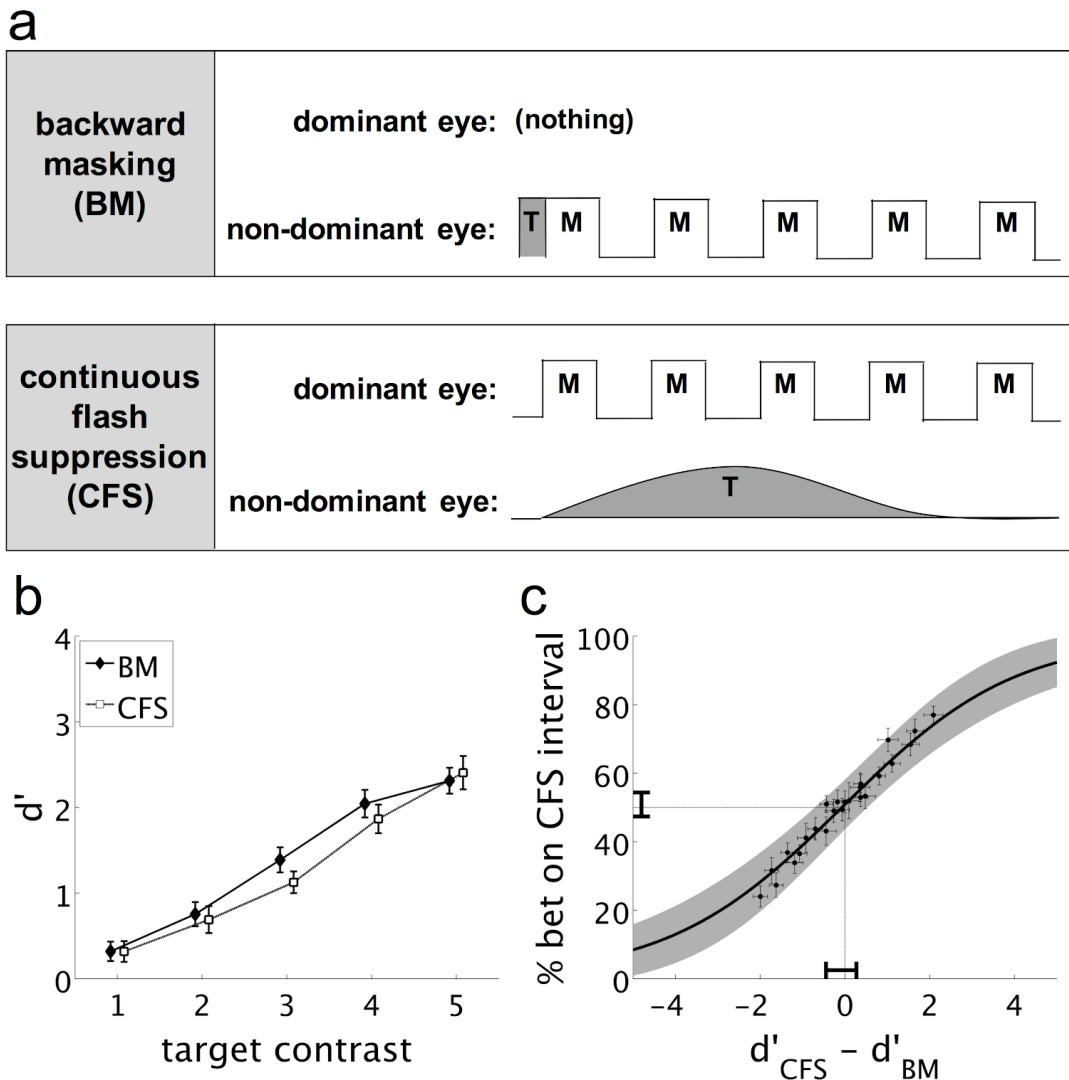 a
backward
masking
(BM)
dominant eye: (nothing)
non-dominant eye: T M M M M M
continuous
flash
suppression
(CFS)
dominant eye: M M M M M
non-dominant eye: T
b
d'
4
3
2
1
0
BM
CFS
1 2 3 4 5
target contrast
c
% bet on CFS interval
100
80
60
40
20
0
−4 −2 0 2 4
d'CFS − d'BM